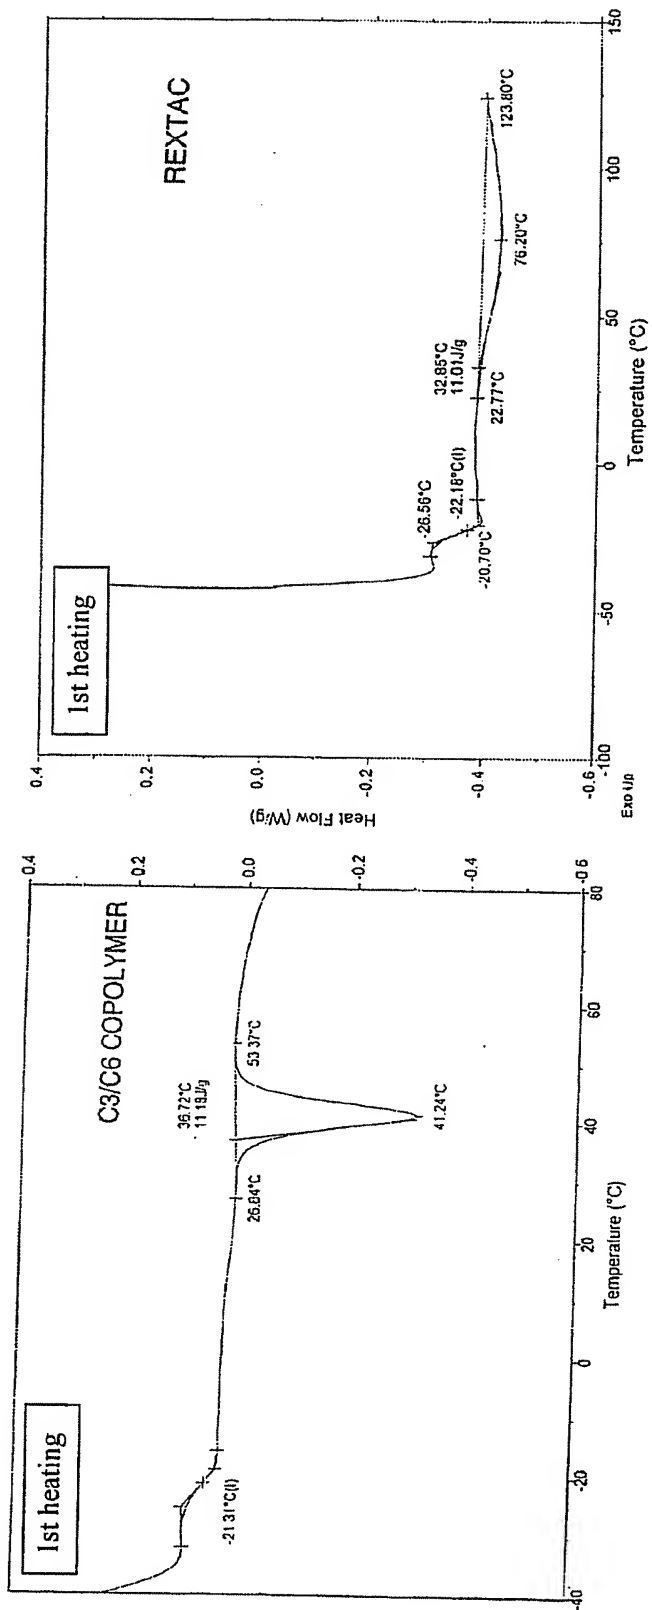 1st heating
C3/C6 COPOLYMER
0.4
0.2
0.0
-0.2
-0.4
-0.6
-21.31°C(I)
36.72°C
11.19J/g
26.84°C
53.37°C
41.24°C
-40
-20
0
20
40
60
80
Temperature (°C)
1st heating
REXTAC
0.4
0.2
0.0
-0.2
-0.4
-0.6
Heat Flow (W/g)
-26.56°C
-22.18°C(I)
-20.70°C
32.85°C
11.01J/g
22.77°C
76.20°C
123.80°C
-100
-50
0
50
100
150
Exo Up
Temperature (°C)